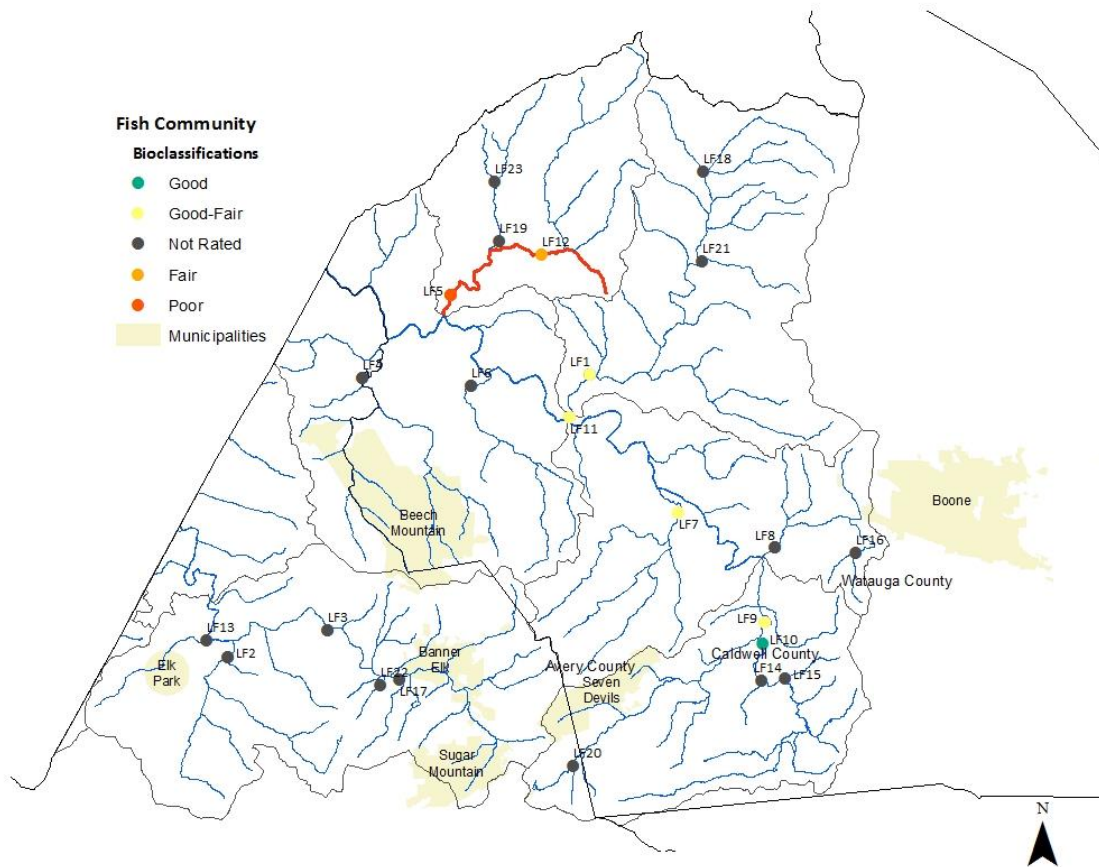 Fish Community
Bioclassifications
Good
Good-Fair
Not Rated
Fair
Poor
Municipalities
LF23
LF18
LF19
LF12
LF21
LF5
LF1
LF4
LF6
LF11
Beech
Mountain
Boone
LF7
LF8
LF16
Watauga County
LF3
LF9
LF13
LF10
LF2
Caldwell County
Banner
Elk
Avery County
Elk
Park
Seven
Devils
LF22
LF17
LF14
LF15
Sugar
Mountain
LF20
N